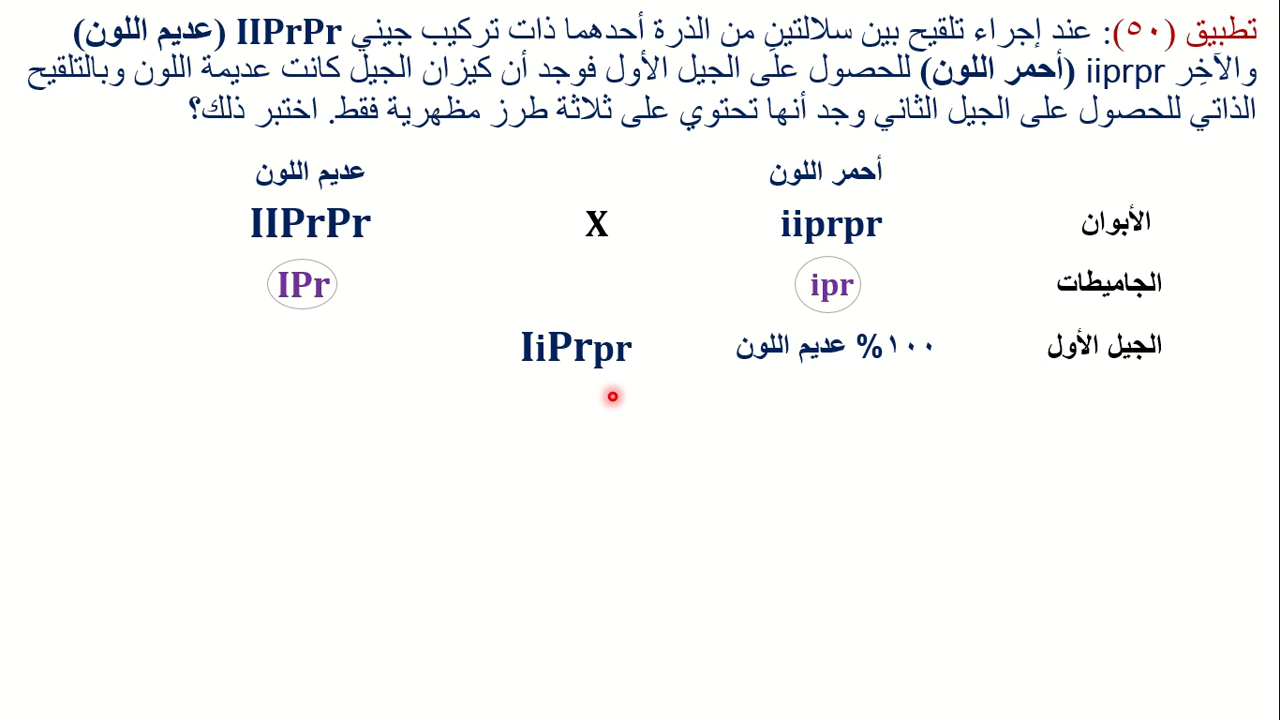 تطبيق (٥٠): عند إجراء تلقيح بين سلالتينِ من الذرة أحدهما ذات تركيب جيني IIPrPr (عديم اللون)
والآخِر iiprpr (أحمر اللون) للحصول على الجيل الأول فوجد أن كيزان الجيل كانت عديمة اللون وبالتلقيح
الذاتي للحصول على الجيل الثاني وجد أنها تحتوي على ثلاثة طرز مظهرية فقط. اختبر ذلك؟
أحمر اللون عديم اللون
الأبوان iiprpr X IIPrPr
الجاميطات ipr IPr
الجيل الأول ١٠٠% عديم اللون IiPrpr